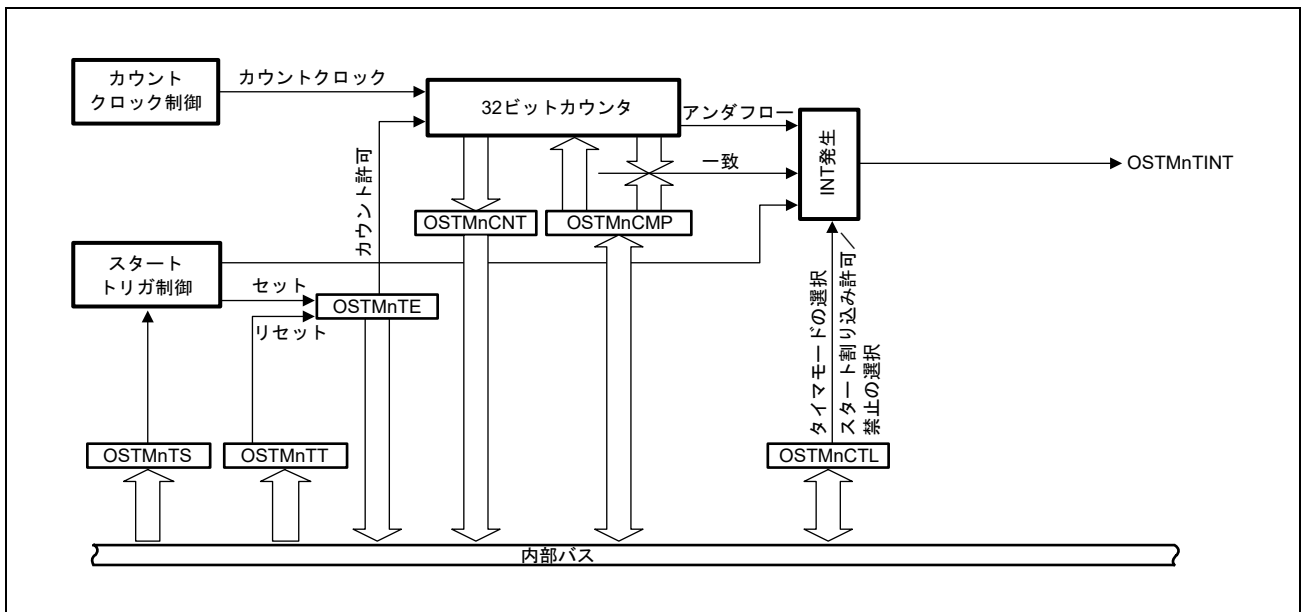 カウント
クロック制御
カウントクロック
32ビットカウンタ
アンダフロー
一致
INT発生
OSTMnTINT
カウント許可
OSTMnCNT
OSTMnCMP
スタート
トリガ制御
セット
リセット
OSTMnTE
タイマモードの選択
スタート割り込み許可／
禁止の選択
OSTMnTS
OSTMnTT
OSTMnCTL
内部バス